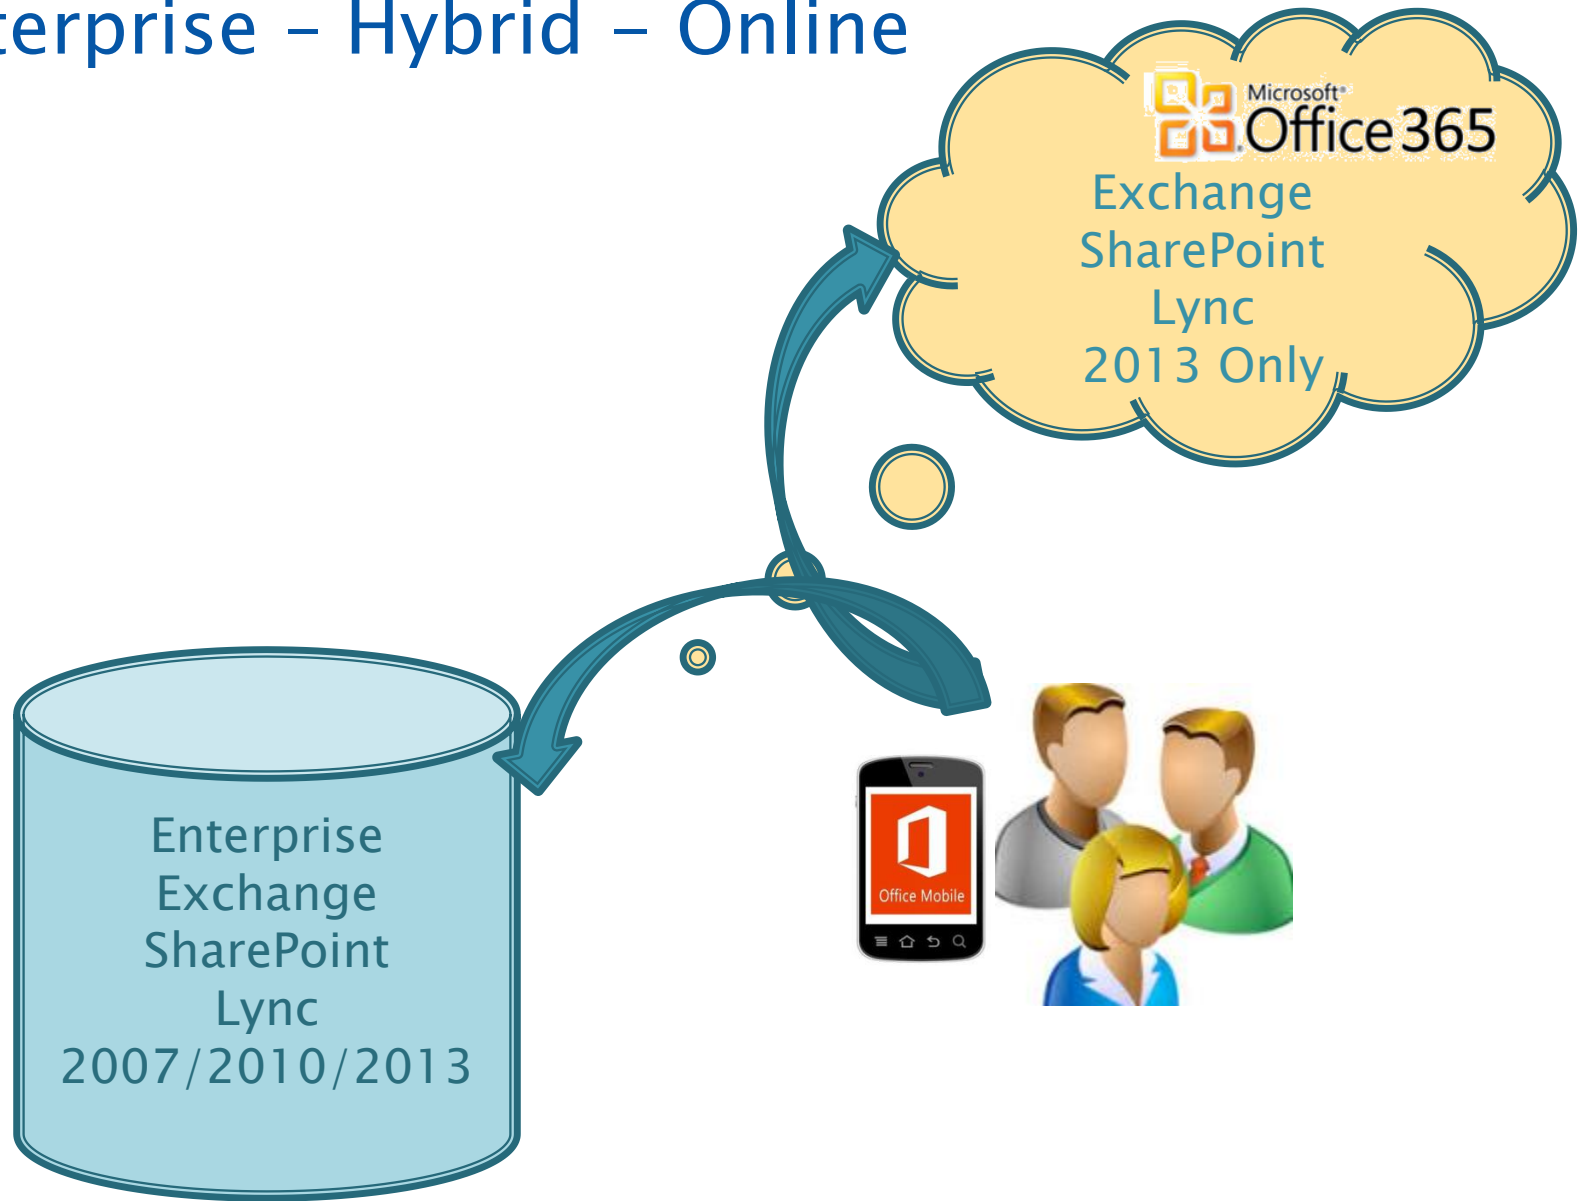 terprise – Hybrid – Online
Microsoft®
Office 365
Exchange
SharePoint
Lync
2013 Only
Enterprise
Exchange
SharePoint
Lync
2007/2010/2013
Office Mobile